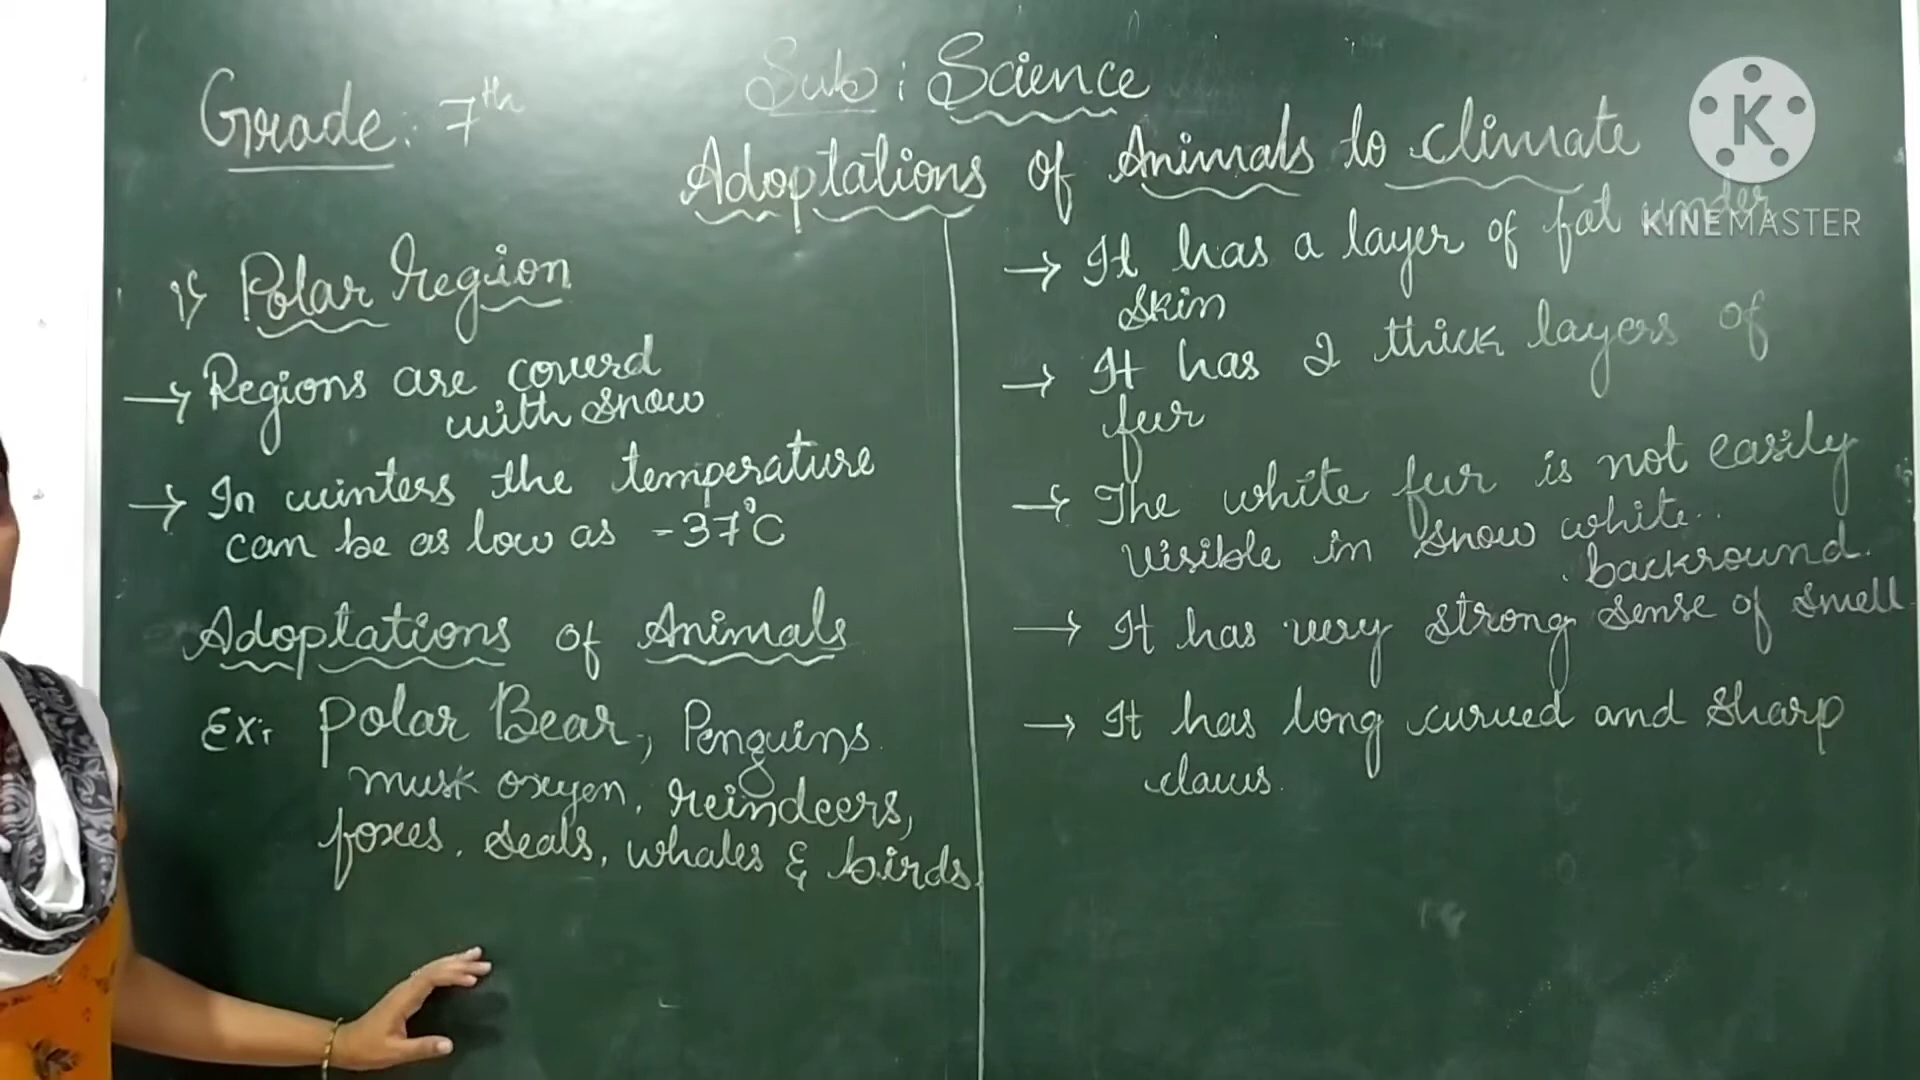 Grade: 7th
Sub: Science
Adoptations of Animals to climate
1) Polar region
→ Regions are coverd
with snow
→ In winters the temperature
can be as low as -37°C
Adoptations of Animals
Ex:- Polar Bear, Penguins
musk oxyen, reindeers,
foxes, seals, whales & birds.
→ It has a layer of fat under
skin
→ It has 2 thick layers of
fur
→ The white fur is not easily
visible in snow white..
backround.
→ It has very strong sense of smell
→ It has long curved and sharp
claws.
K
KINEMASTER